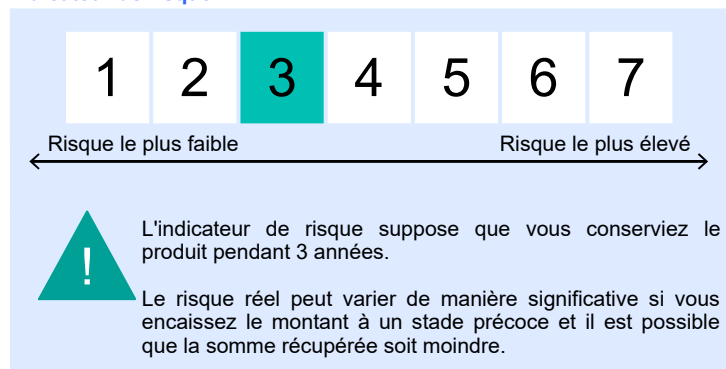 1 2 3 4 5 6 7
Risque le plus faible Risque le plus élevé
!
L'indicateur de risque suppose que vous conserviez le
produit pendant 3 années.
Le risque réel peut varier de manière significative si vous
encaissez le montant à un stade précoce et il est possible
que la somme récupérée soit moindre.